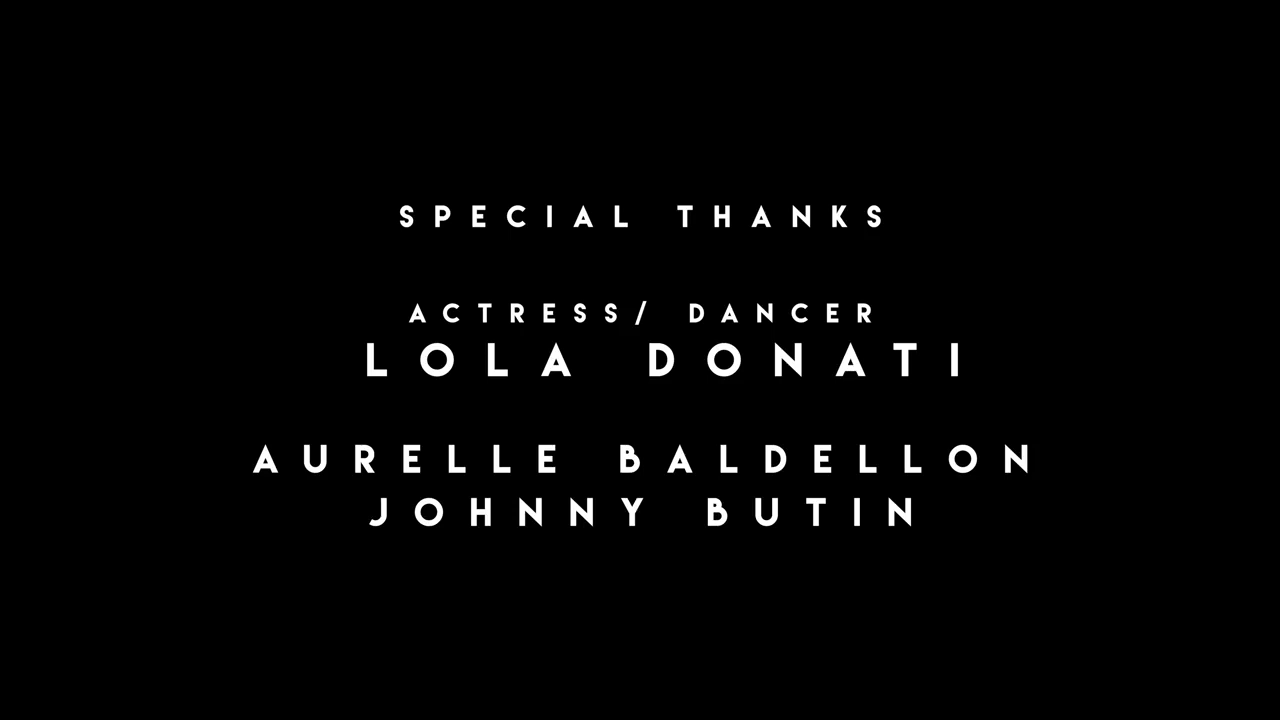 SPECIAL THANKS
ACTRESS/ DANCER
LOLA DONATI
AURELLE BALDELLON
JOHNNY BUTIN